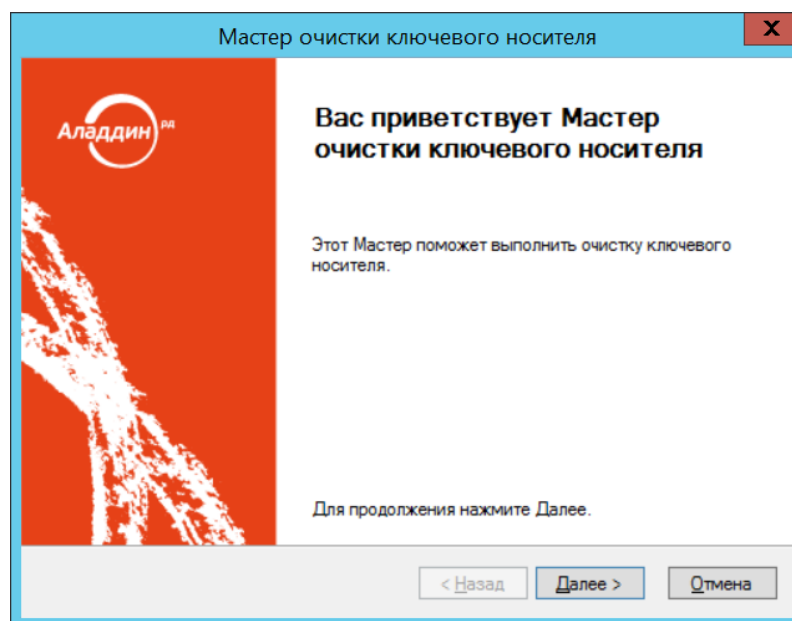 Мастер очистки ключевого носителя
X
Аладдин РД
Вас приветствует Мастер
очистки ключевого носителя
Этот Мастер поможет выполнить очистку ключевого
носителя.
Для продолжения нажмите Далее.
< Назад
Далее >
Отмена